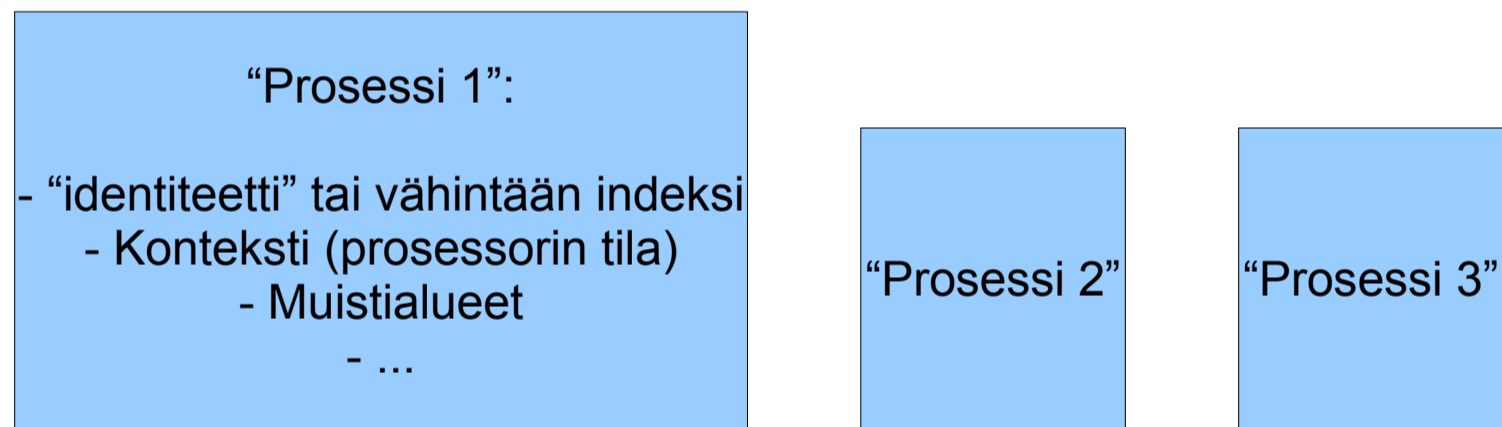 “Prosessi 1”:
- “identiteetti” tai vähintään indeksi
- Konteksti (prosessorin tila)
- Muistialueet
- ...
“Prosessi 2”
“Prosessi 3”